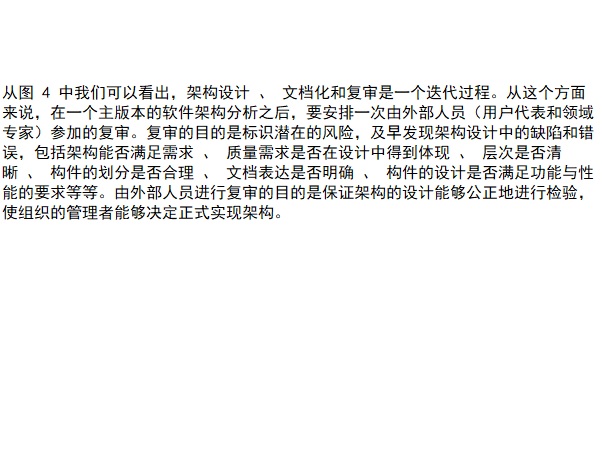 从图 4 中我们可以看出，架构设计 、 文档化和复审是一个迭代过程。从这个方面
来说，在一个主版本的软件架构分析之后，要安排一次由外部人员（用户代表和领域
专家）参加的复审。复审的目的是标识潜在的风险，及早发现架构设计中的缺陷和错
误，包括架构能否满足需求 、 质量需求是否在设计中得到体现 、 层次是否清
晰 、 构件的划分是否合理 、 文档表达是否明确 、 构件的设计是否满足功能与性
能的要求等等。由外部人员进行复审的目的是保证架构的设计能够公正地进行检验，
使组织的管理者能够决定正式实现架构。